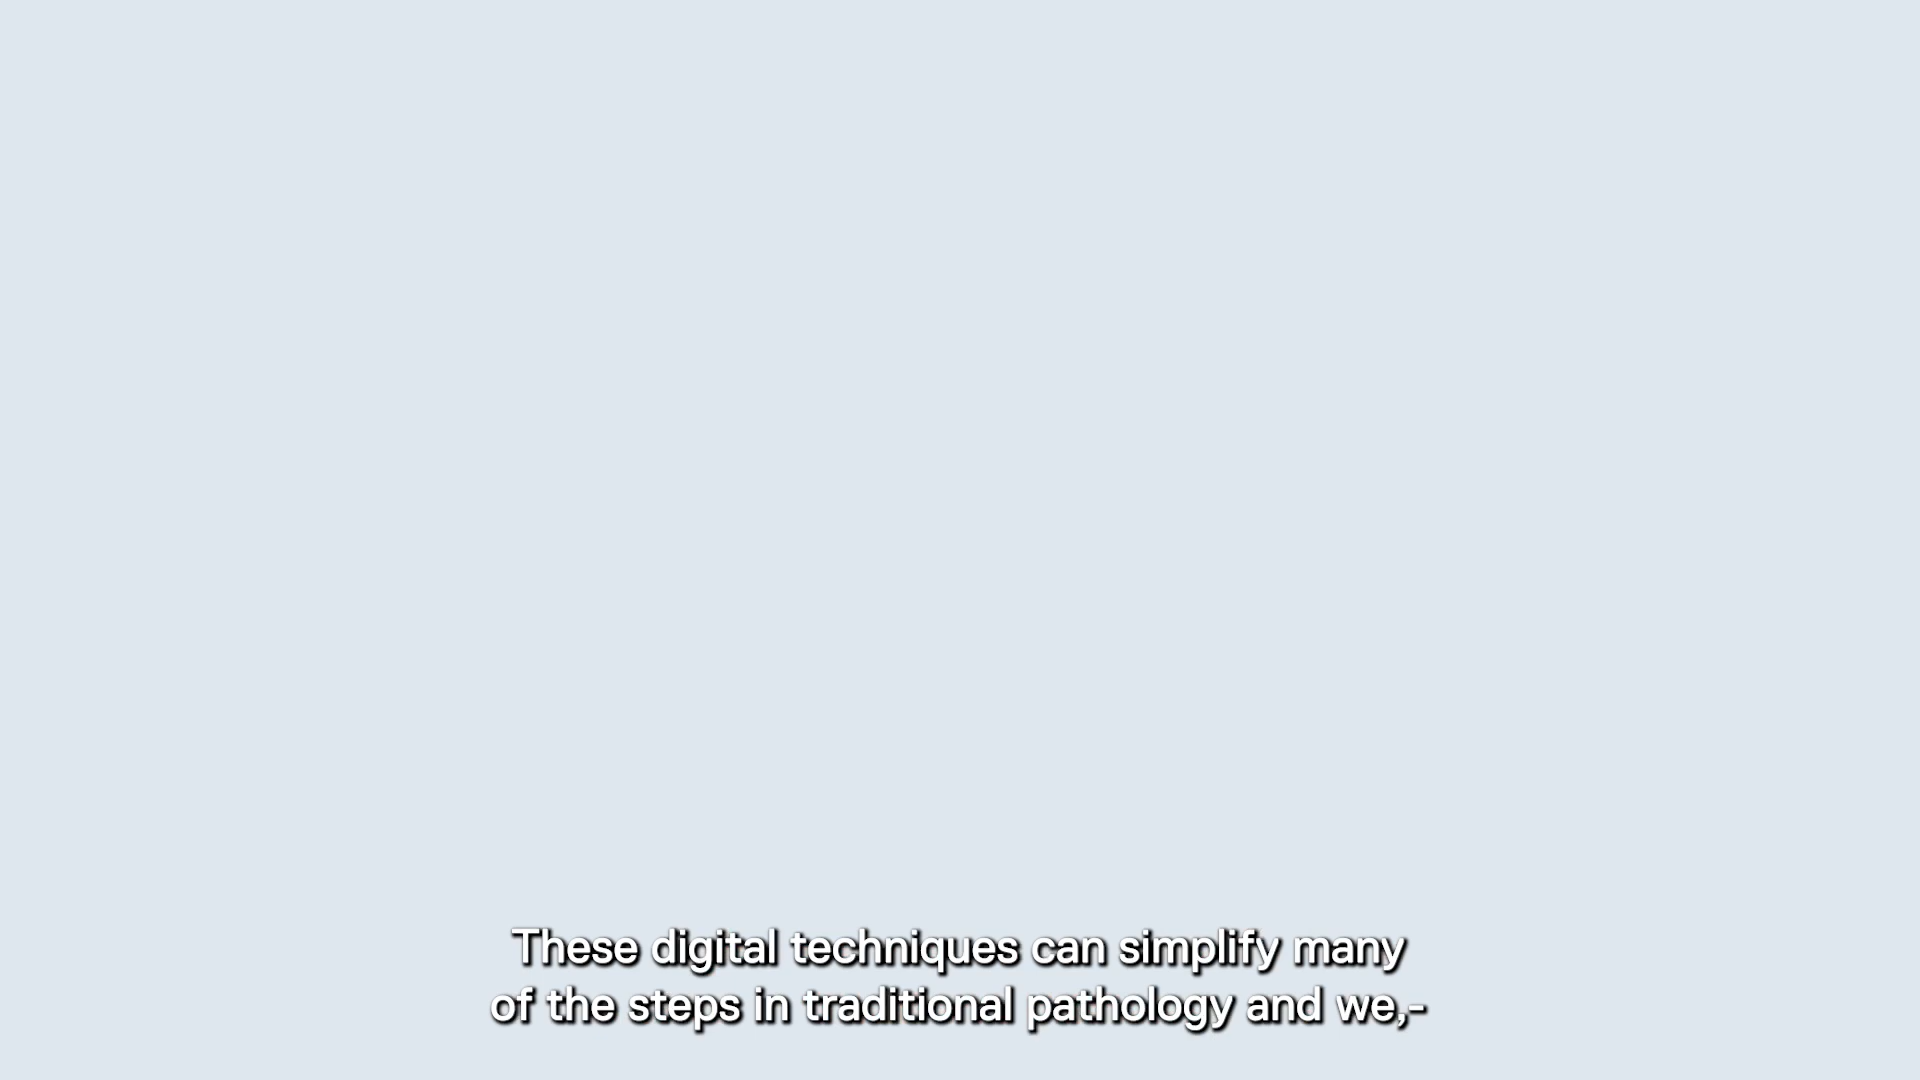 These digital techniques can simplify many
of the steps in traditional pathology and we,-